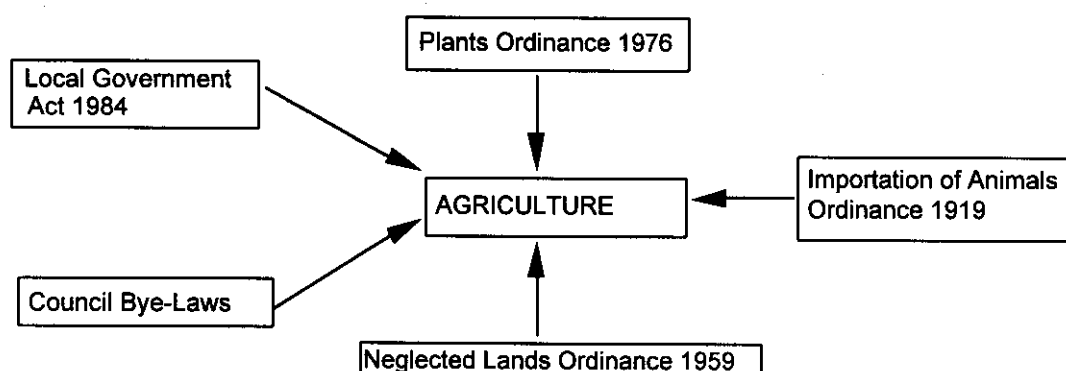 Plants Ordinance 1976
Local Government
Act 1984
Importation of Animals
Ordinance 1919
AGRICULTURE
Council Bye-Laws
Neglected Lands Ordinance 1959